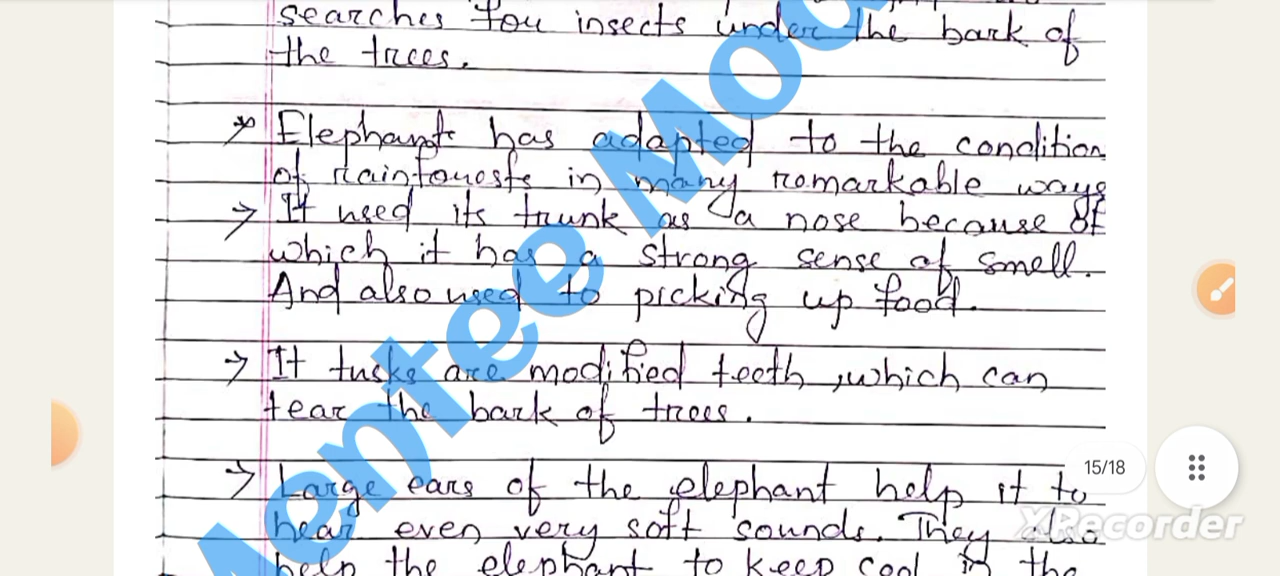 searches for insects under the bark of
the trees.
* Elephant has adapted to the condition
of rainforests in many remarkable ways
→ It used its trunk as a nose because of
which it has a strong sense of smell.
And also used to picking up food.
→ It tusks are modified teeth, which can
tear the bark of trees.
→ Large ears of the elephant help it to
hear even very soft sounds. They also
help the elephant to keep cool in the
Mentee Mod
15/18
XRecorder